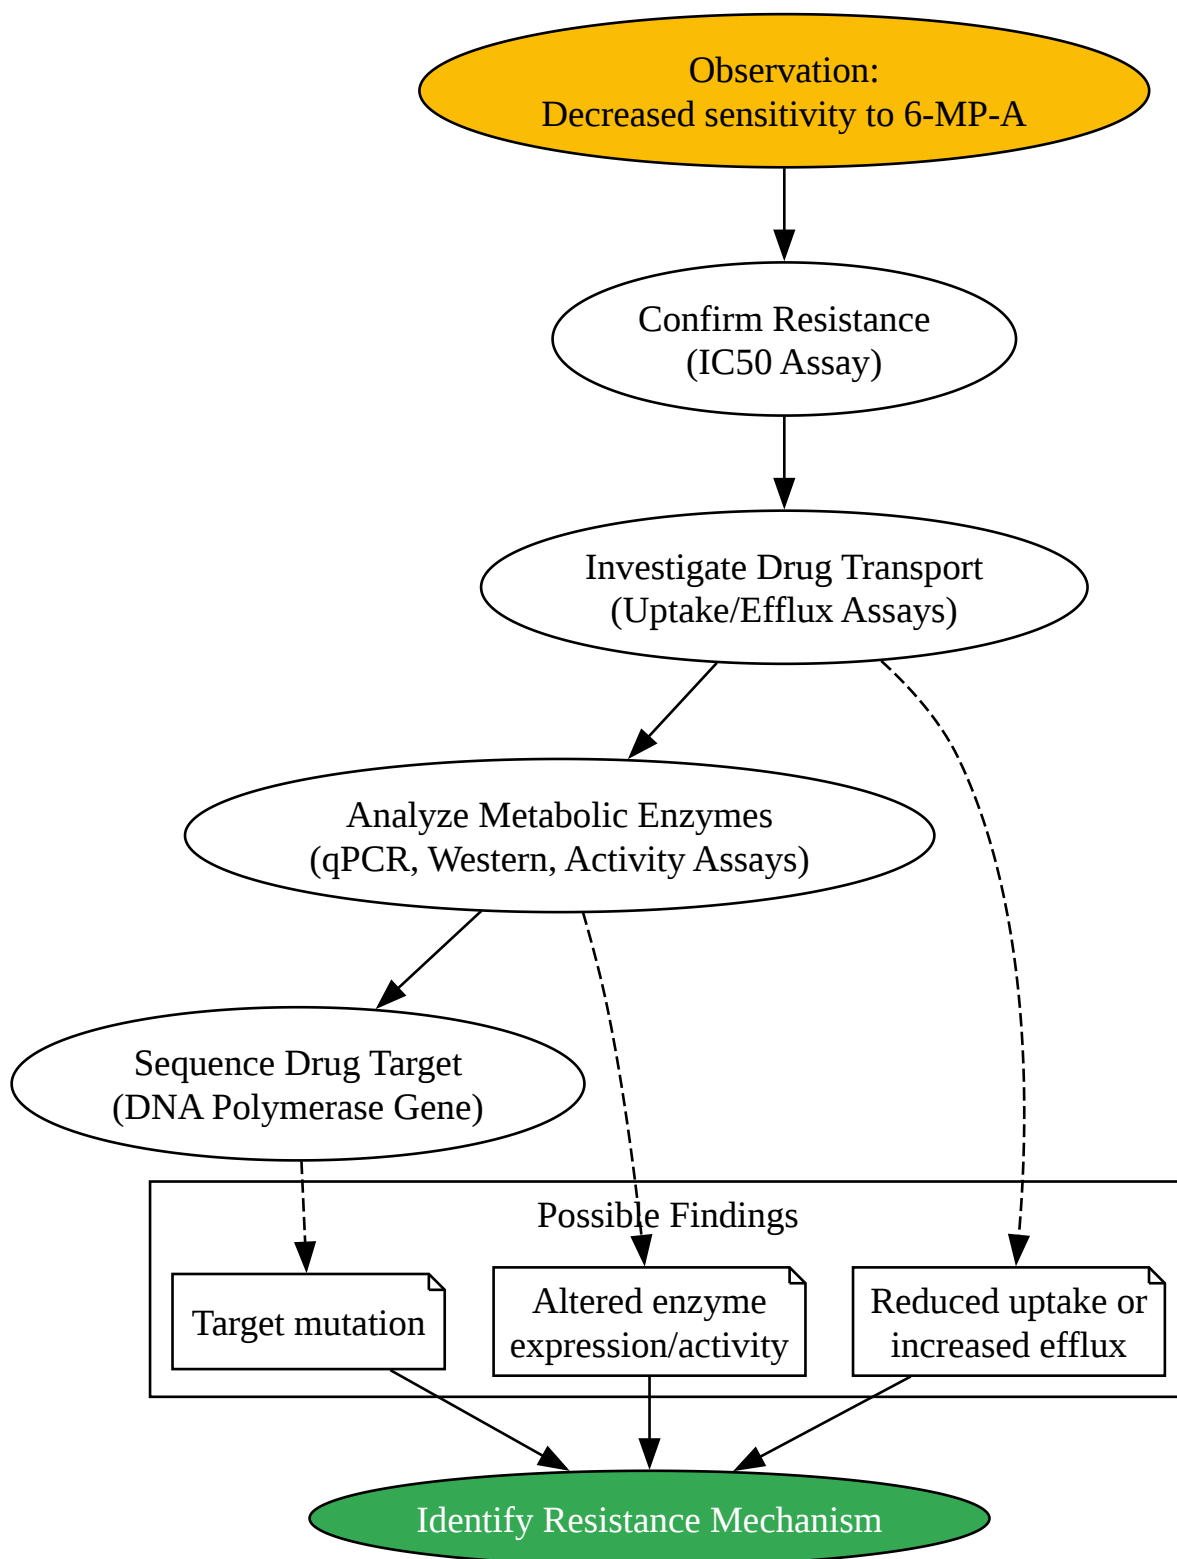 Observation:
Decreased sensitivity to 6-MP-A
Confirm Resistance
(IC50 Assay)
Investigate Drug Transport
(Uptake/Efflux Assays)
Analyze Metabolic Enzymes
(qPCR, Western, Activity Assays)
Sequence Drug Target
(DNA Polymerase Gene)
Possible Findings
Target mutation
Altered enzyme
expression/activity
Reduced uptake or
increased efflux
Identify Resistance Mechanism